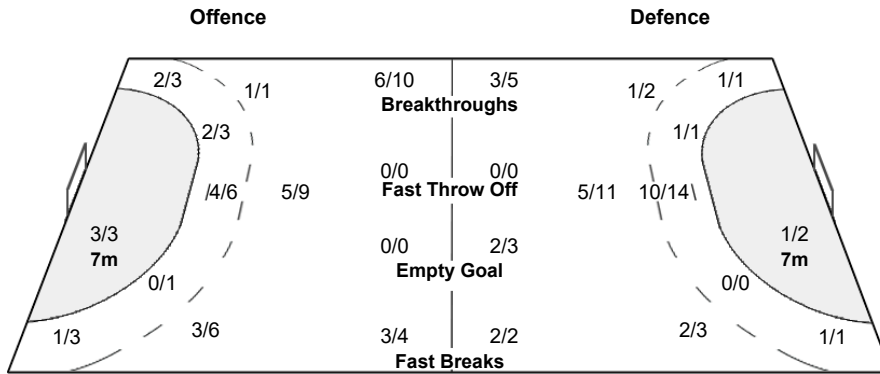 Offence Defence
2/3 1/1 6/10 3/5 1/2 1/1
Breakthroughs
2/3 1/1
0/0 0/0
4/6 5/9 Fast Throw Off 5/11 10/14
3/3 0/0 2/3 1/2
7m Empty Goal 7m
0/1 0/0
1/3 3/6 3/4 2/2 2/3 1/1
Fast Breaks